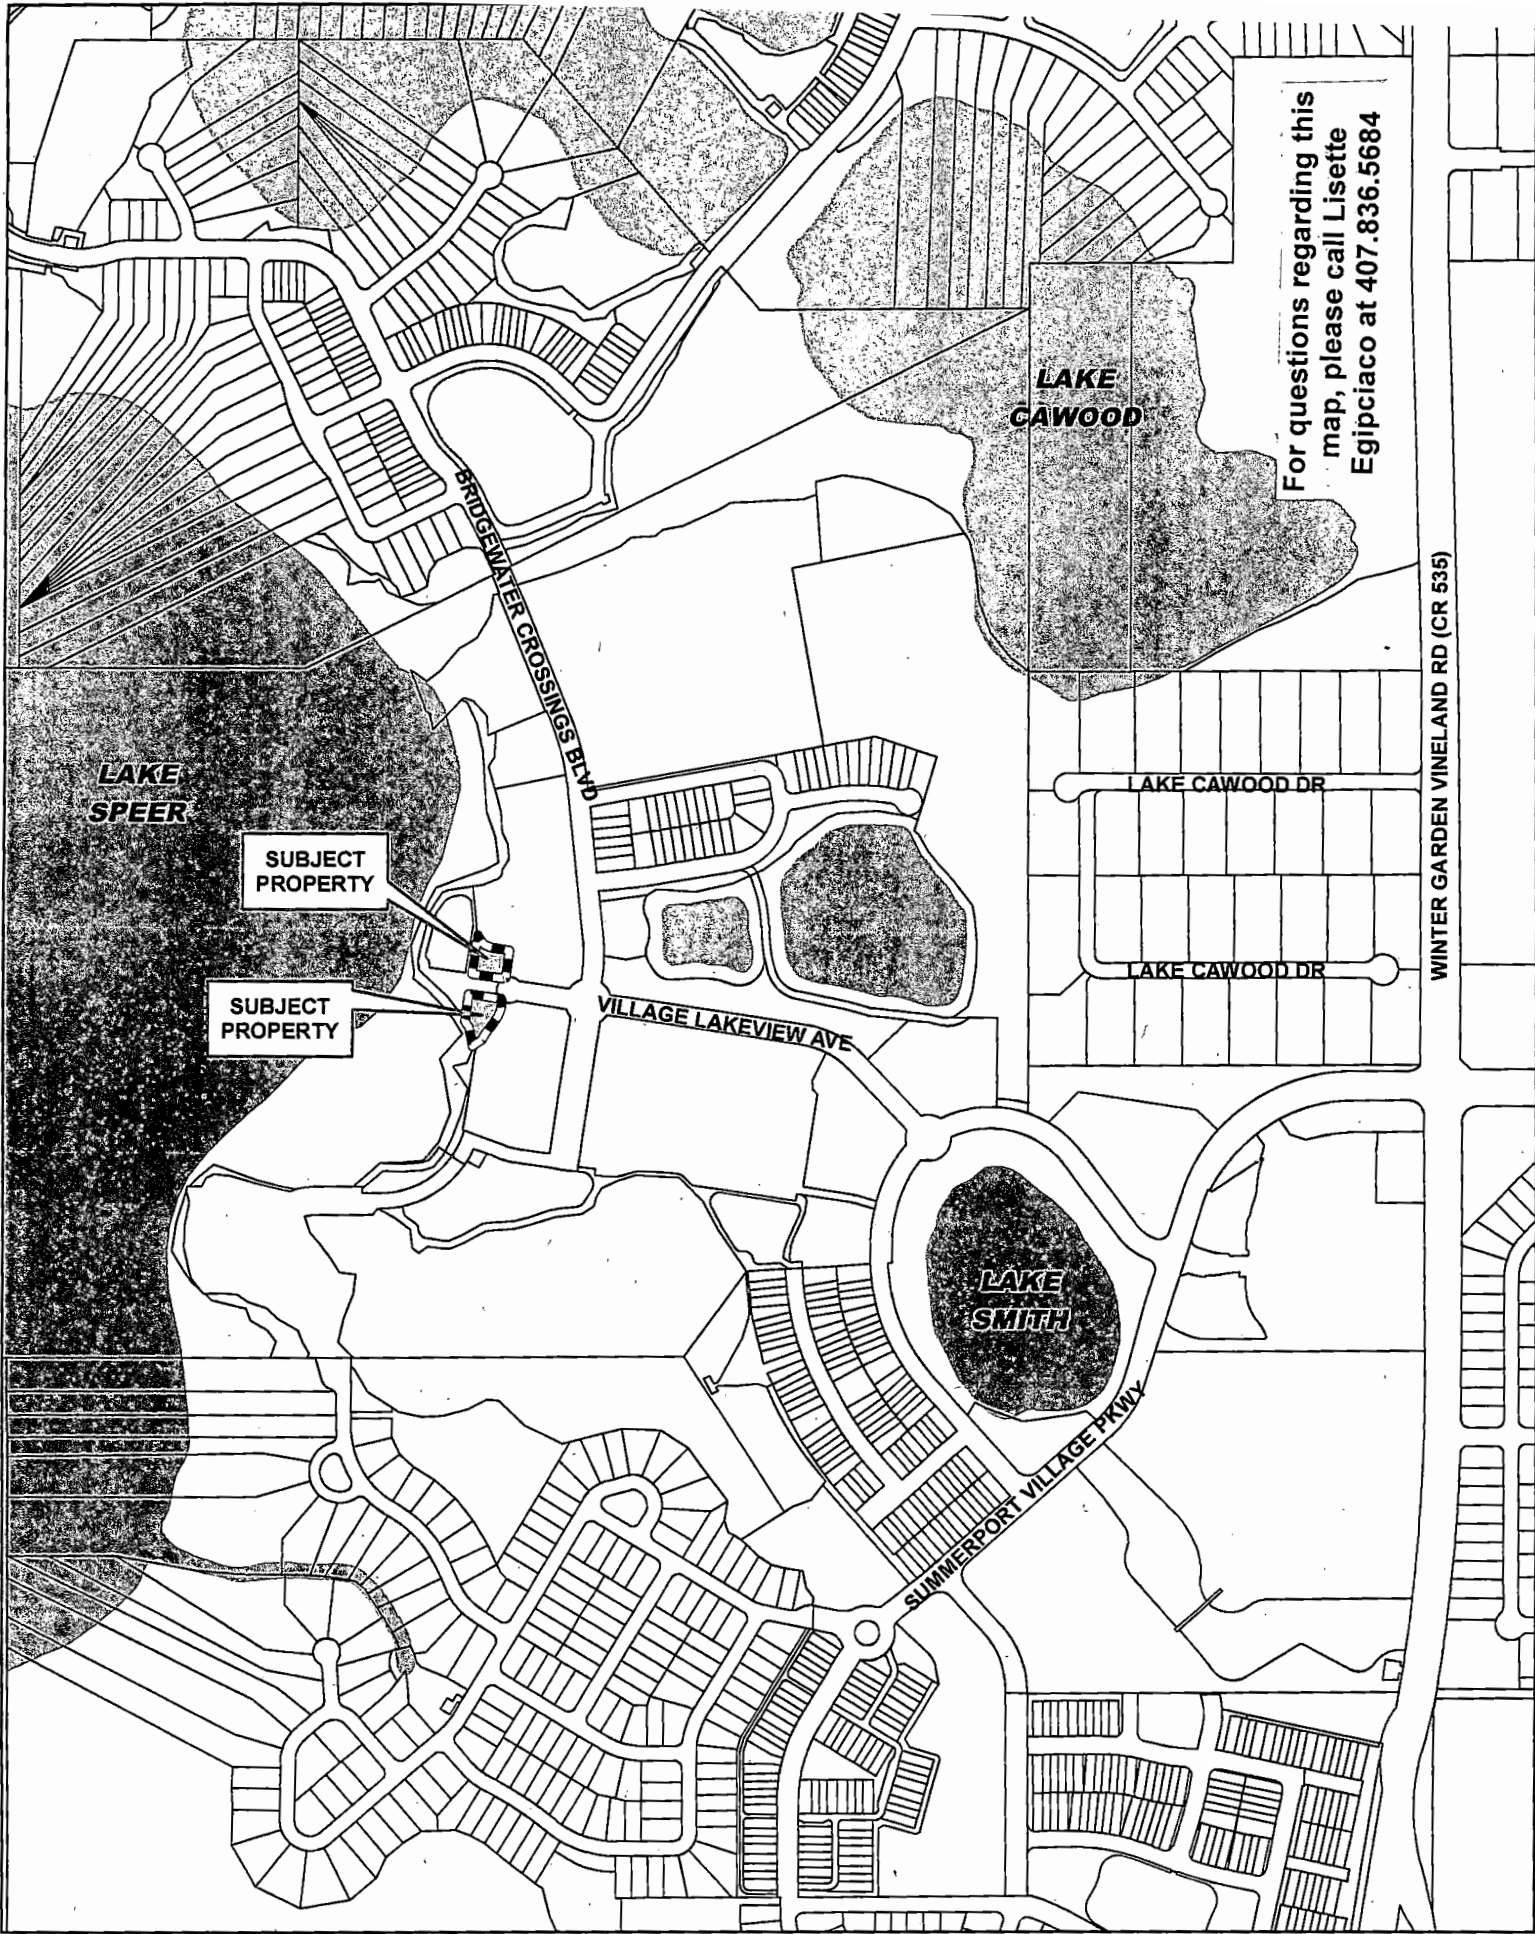 For questions regarding this
map, please call Lisette
Egipciaco at 407.836.5684
LAKE
CAWOOD
BRIDGEWATER CROSSINGS BLVD
WINTER GARDEN VINELAND RD (CR 535)
LAKE
SPEER
LAKE CAWOOD DR
SUBJECT
PROPERTY
LAKE CAWOOD DR
SUBJECT
PROPERTY
VILLAGE LAKEVIEW AVE
LAKE
SMITH
SUMMERPORT VILLAGE PKWY